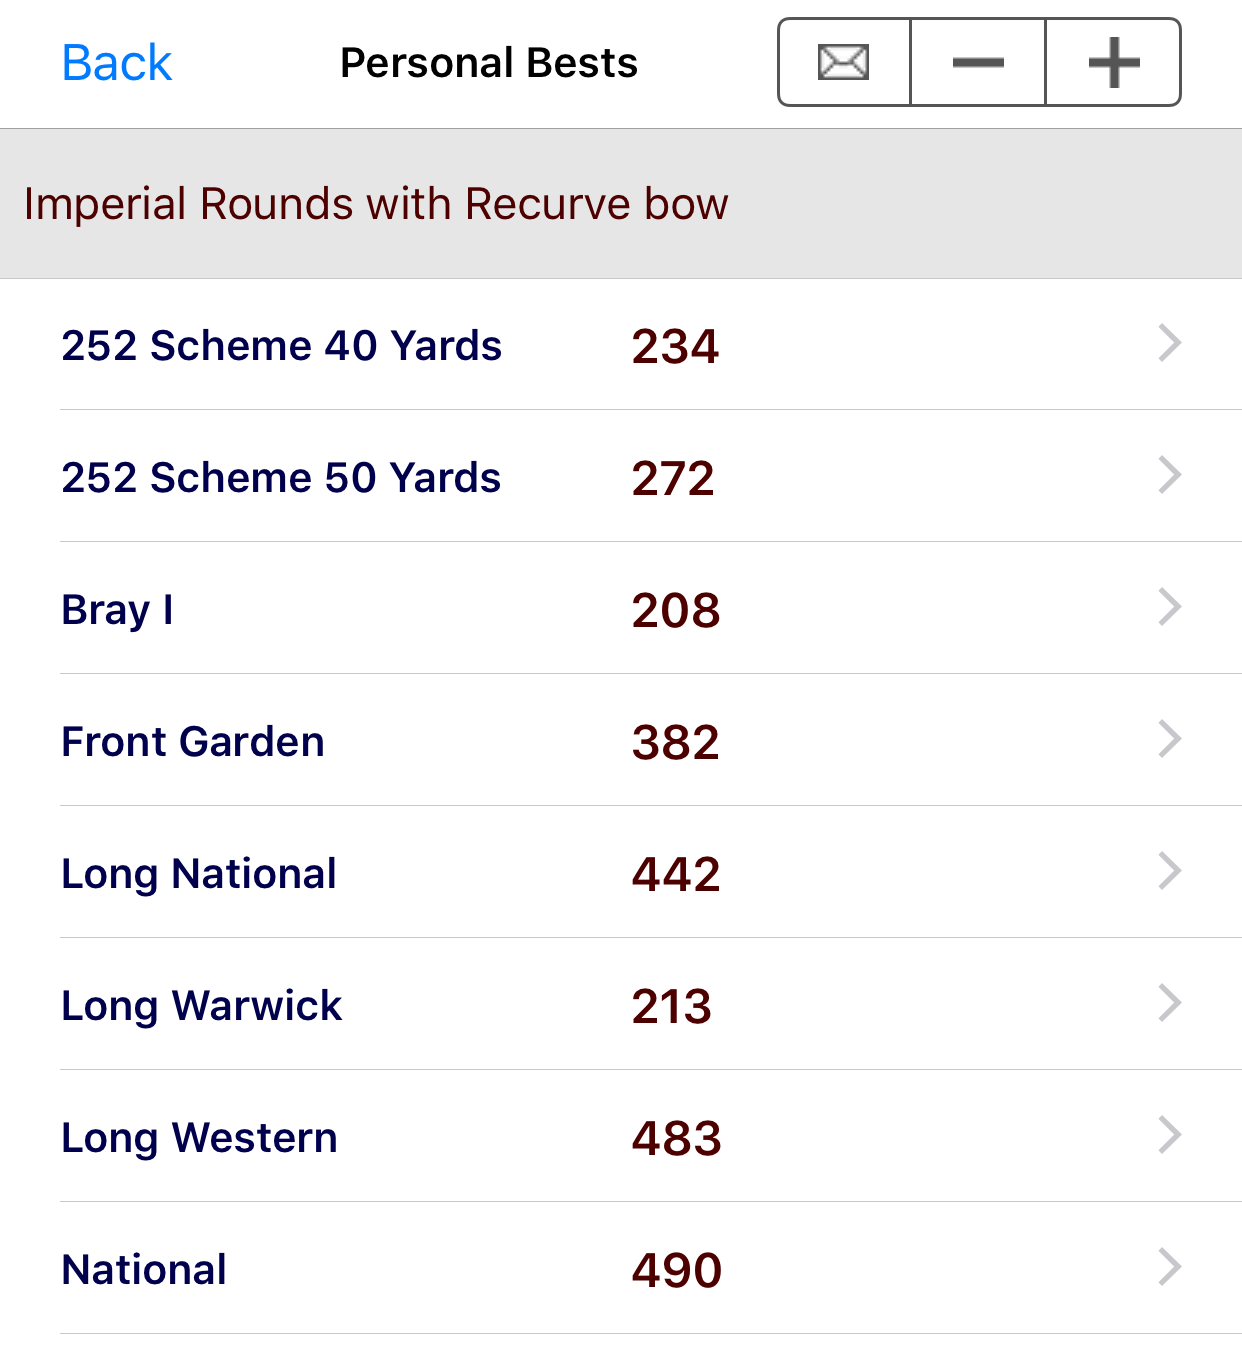 Back Personal Bests
Imperial Rounds with Recurve bow
252 Scheme 40 Yards 234
252 Scheme 50 Yards 272
Bray I 208
Front Garden 382
Long National 442
Long Warwick 213
Long Western 483
National 490